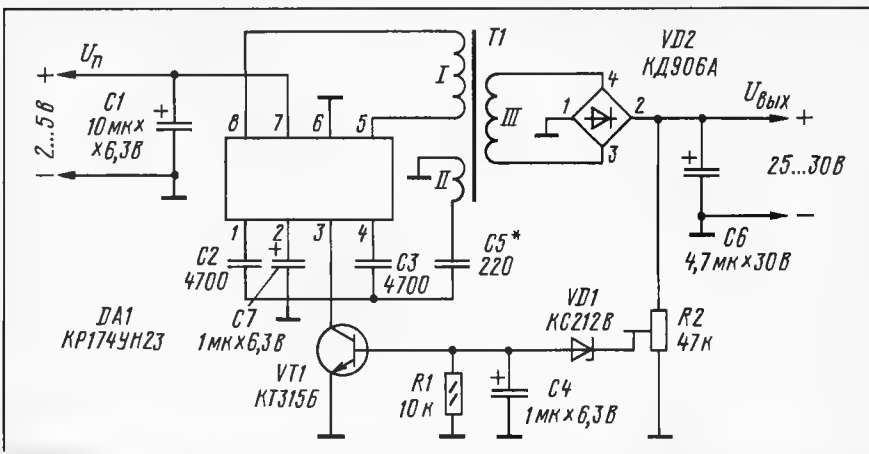 T1
VD2
КД906А
Uп
+
C1
10мк×
×6,3В
2...5В
−
8
7
6
5
I
II
III
4
1
2
3
Uвых
+
25...30В
−
C6
4,7мк×30В
1
2
3
4
+
C2
4700
C3
4700
C5*
220
C7
1мк×6,3В
DA1
КР174УН23
VT1
КТ315Б
R1
10к
+
C4
1мк×6,3В
VD1
КС212В
R2
47к
+
+